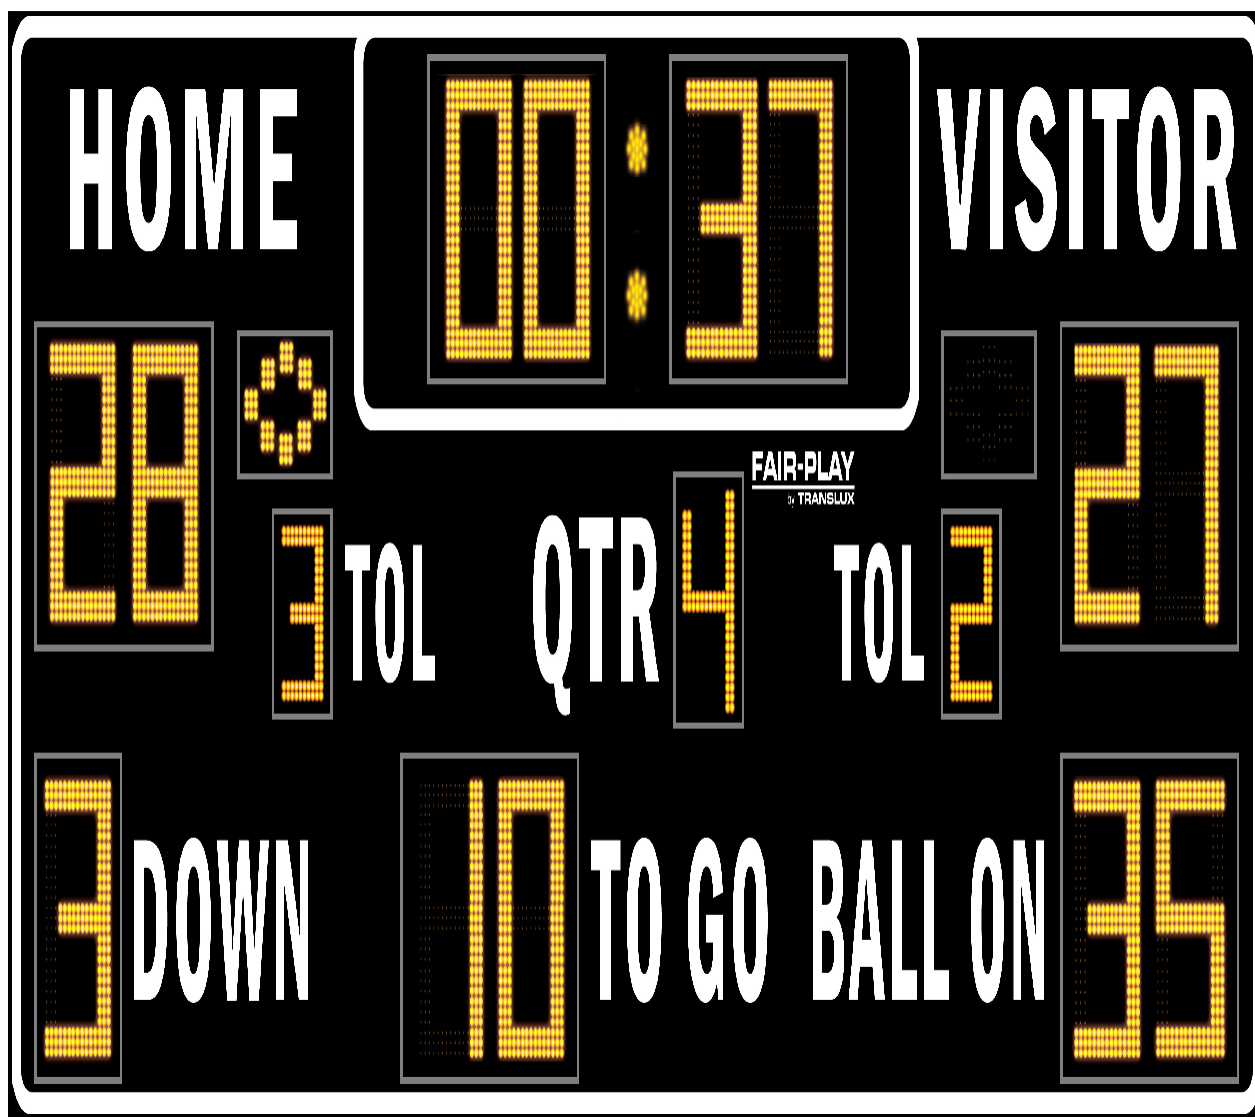 HOME 00:37 VISITOR
28 27
FAIR-PLAY
by TRANSLUX
3 TOL QTR 4 TOL 2
3 DOWN 10 TO GO BALL ON 35